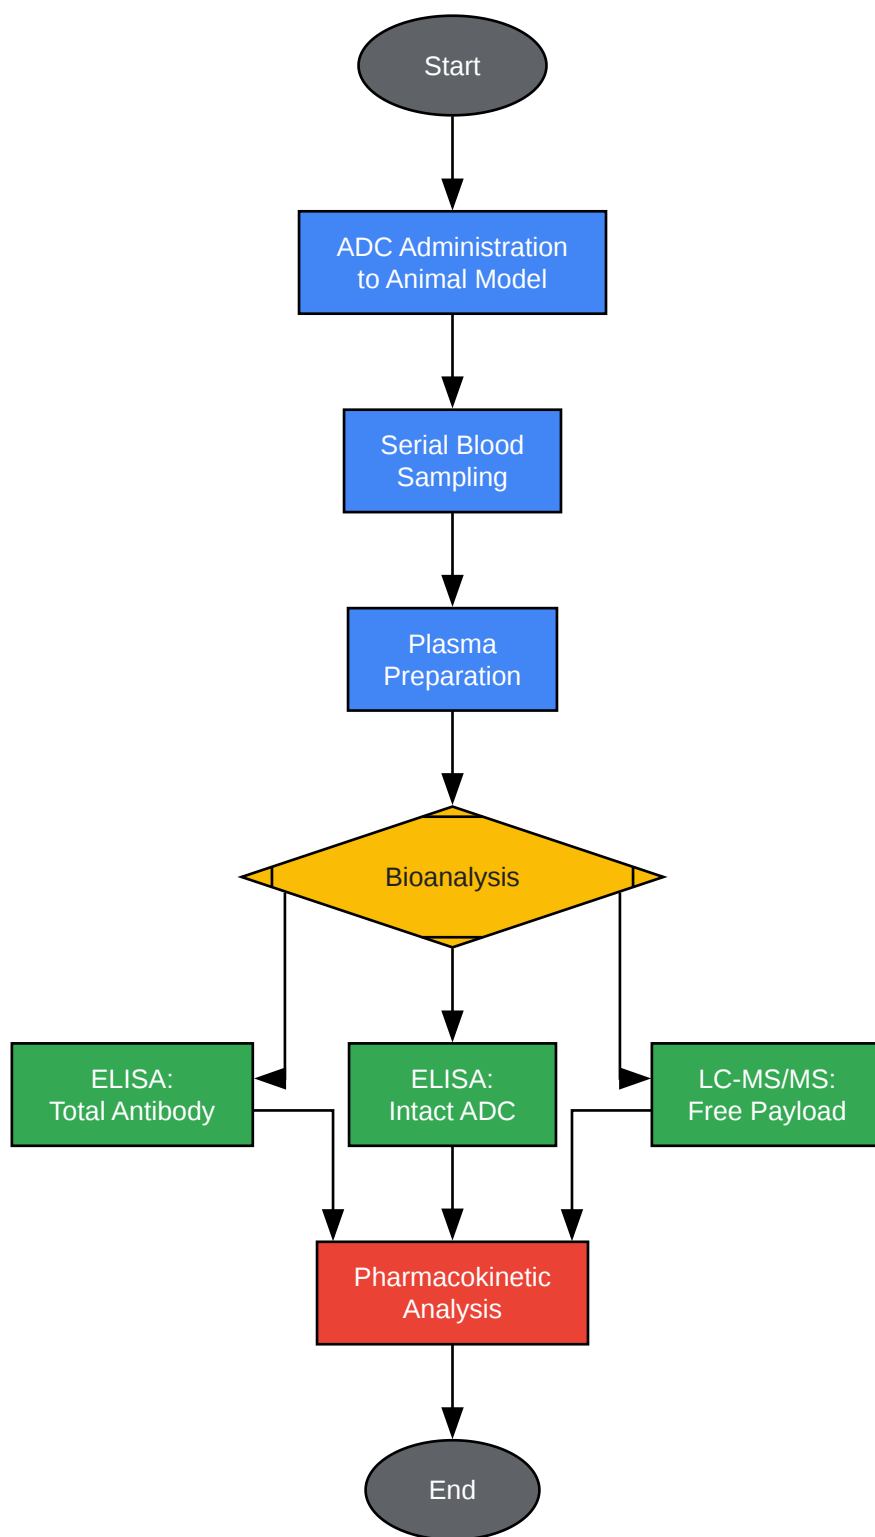 Start
ADC Administration
to Animal Model
Serial Blood
Sampling
Plasma
Preparation
Bioanalysis
ELISA:
Total Antibody
ELISA:
Intact ADC
LC-MS/MS:
Free Payload
Pharmacokinetic
Analysis
End